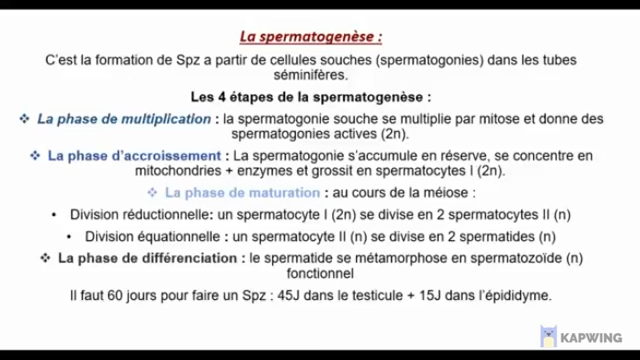 La spermatogenèse :
C'est la formation de Spz a partir de cellules souches (spermatogonies) dans les tubes
séminifères.
Les 4 étapes de la spermatogenèse :
❖ La phase de multiplication : la spermatogonie souche se multiplie par mitose et donne des
spermatogonies actives (2n).
❖ La phase d'accroissement : La spermatogonie s'accumule en réserve, se concentre en
mitochondries + enzymes et grossit en spermatocytes I (2n).
❖ La phase de maturation : au cours de la méiose :
• Division réductionnelle: un spermatocyte I (2n) se divise en 2 spermatocytes II (n)
• Division équationnelle : un spermatocyte II (n) se divise en 2 spermatides (n)
❖ La phase de différenciation : le spermatide se métamorphose en spermatozoïde (n)
fonctionnel
Il faut 60 jours pour faire un Spz : 45J dans le testicule + 15J dans l'épididyme.
KAPWING